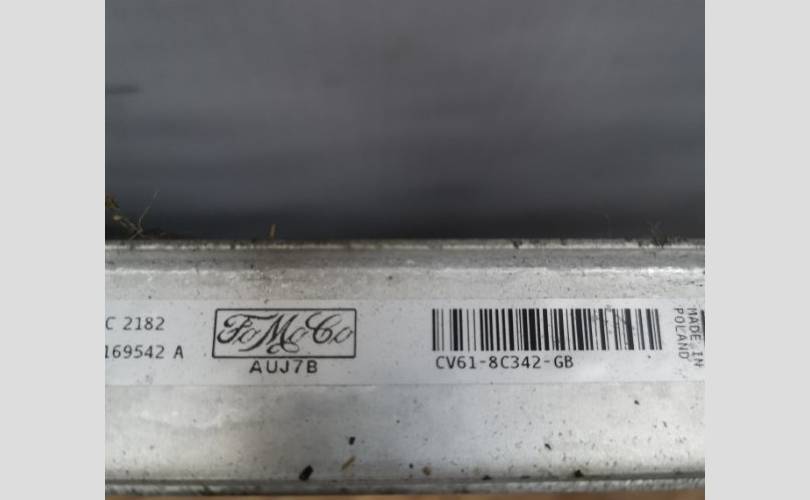 C 2182
169542 A
FoMoCo
AUJ7B
CV61-8C342-GB
MADE IN
POLAND